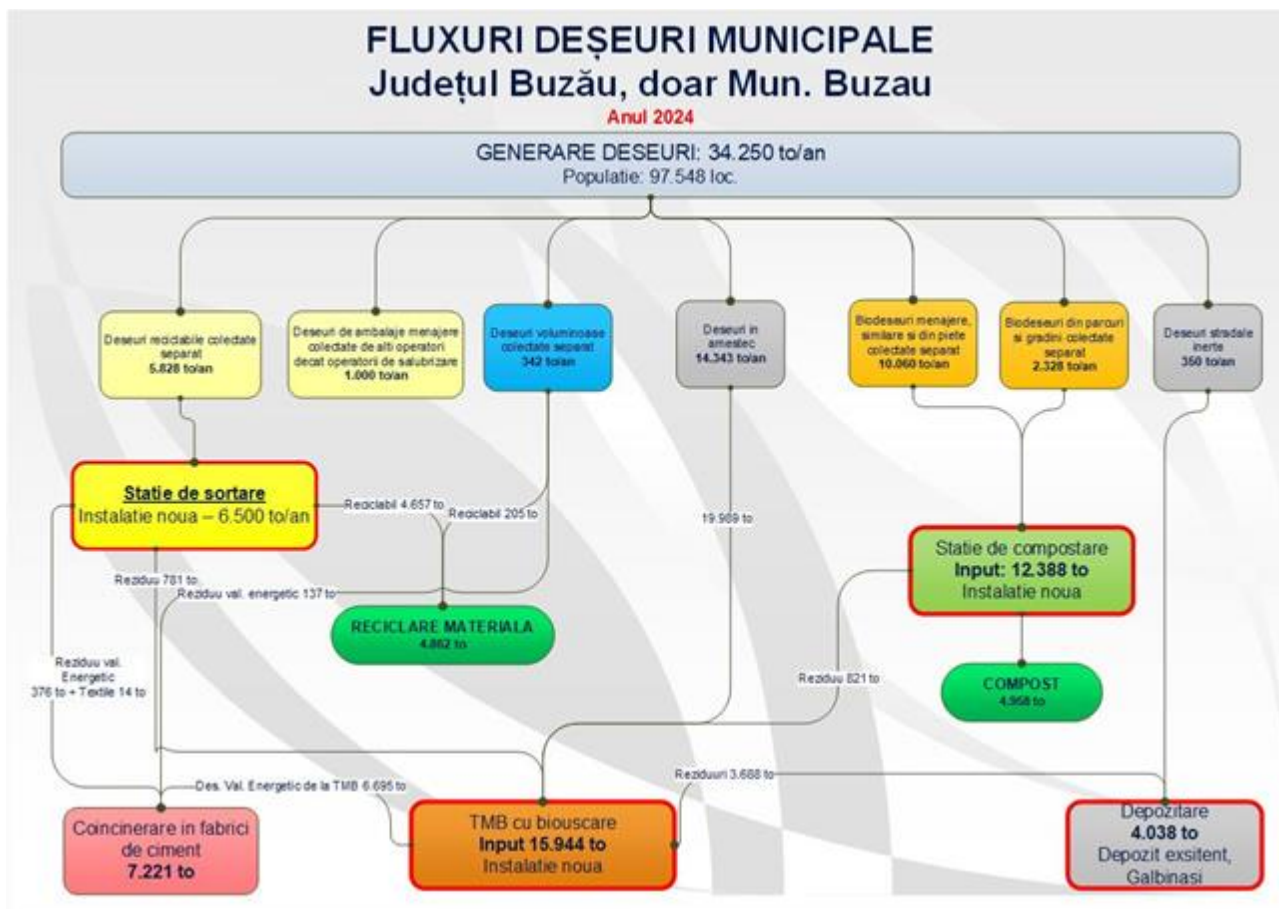 FLUXURI DEȘEURI MUNICIPALE
Județul Buzău, doar Mun. Buzau
Anul 2024
GENERARE DESEURI: 34.250 to/an
Populatie: 97.548 loc.
Deseuri reciclabile colectate
separat
5.828 to/an
Deseuri de ambalaje menajere
colectate de alti operatori
decat operatorii de salubrizare
1.000 to/an
Deseuri voluminoase
colectate separat
342 to/an
Deseuri in
amestec
14.343 to/an
Biodeseuri menajere,
similare si din piete
colectate separat
10.060 to/an
Biodeseuri din parcuri
si gradini colectate
separat
2.328 to/an
Deseuri stradale
inerte
350 to/an
Statie de sortare
Instalatie noua – 6.500 to/an
Reciclabil 4.657 to
Reciclabil 205 to
19.989 to
Statie de compostare
Input: 12.388 to
Instalatie noua
Reziduu 781 to
Reziduu val. energetic 137 to
RECICLARE MATERIALA
4.862 to
Reziduu val.
Energetic
376 to + Textile 14 to
Reziduu 821 to
COMPOST
4.958 to
Des. Val. Energetic de la TMB 6.695 to
Reziduuri 3.688 to
Coincinerare in fabrici
de ciment
7.221 to
TMB cu biouscare
Input 15.944 to
Instalatie noua
Depozitare
4.038 to
Depozit exsitent,
Galbinasi